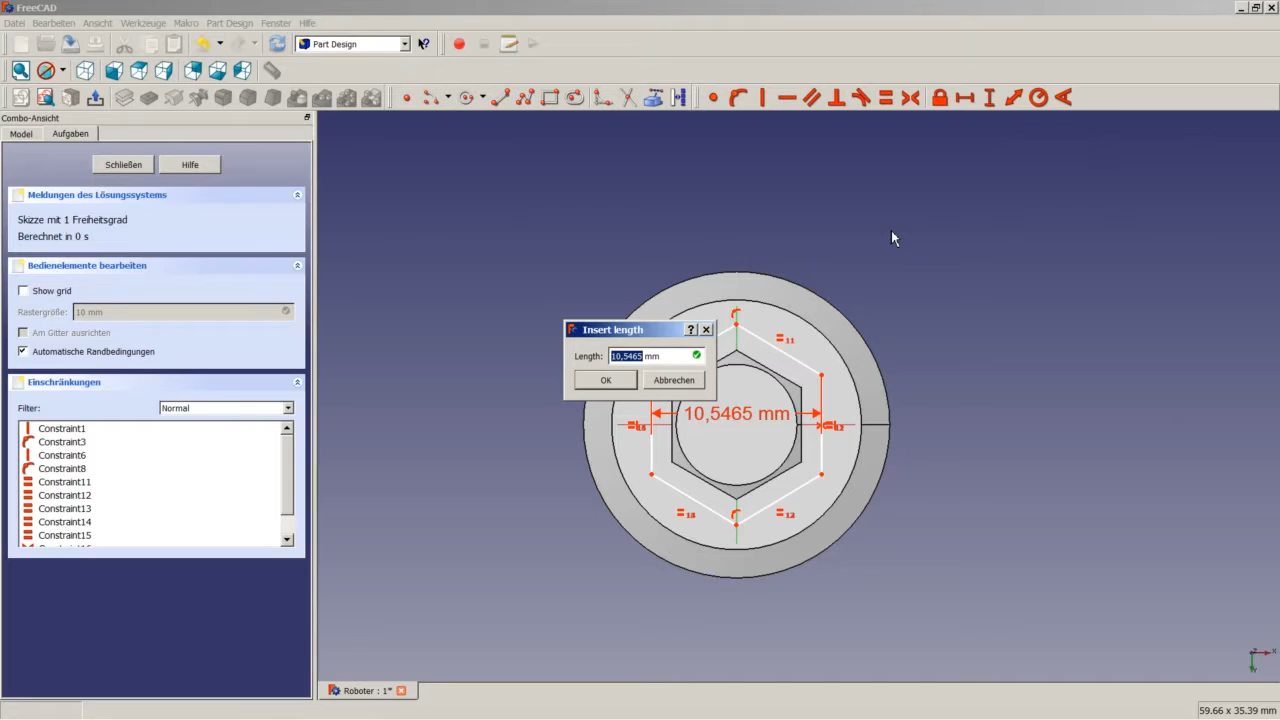 FreeCAD
Datei Bearbeiten Ansicht Werkzeuge Makro Part Design Fenster Hilfe
Part Design
Combo-Ansicht
Model Aufgaben
Schließen Hilfe
Meldungen des Lösungssystems
Skizze mit 1 Freiheitsgrad
Berechnet in 0 s
Bedienelemente bearbeiten
Show grid
Rastergröße: 10 mm
Am Gitter ausrichten
Automatische Randbedingungen
Einschränkungen
Filter: Normal
Constraint1
Constraint3
Constraint6
Constraint8
Constraint11
Constraint12
Constraint13
Constraint14
Constraint15
Insert length
Length: 10,5465 mm
OK Abbrechen
11
10,5465 mm
12
13
Roboter : 1*
59.66 x 35.39 mm